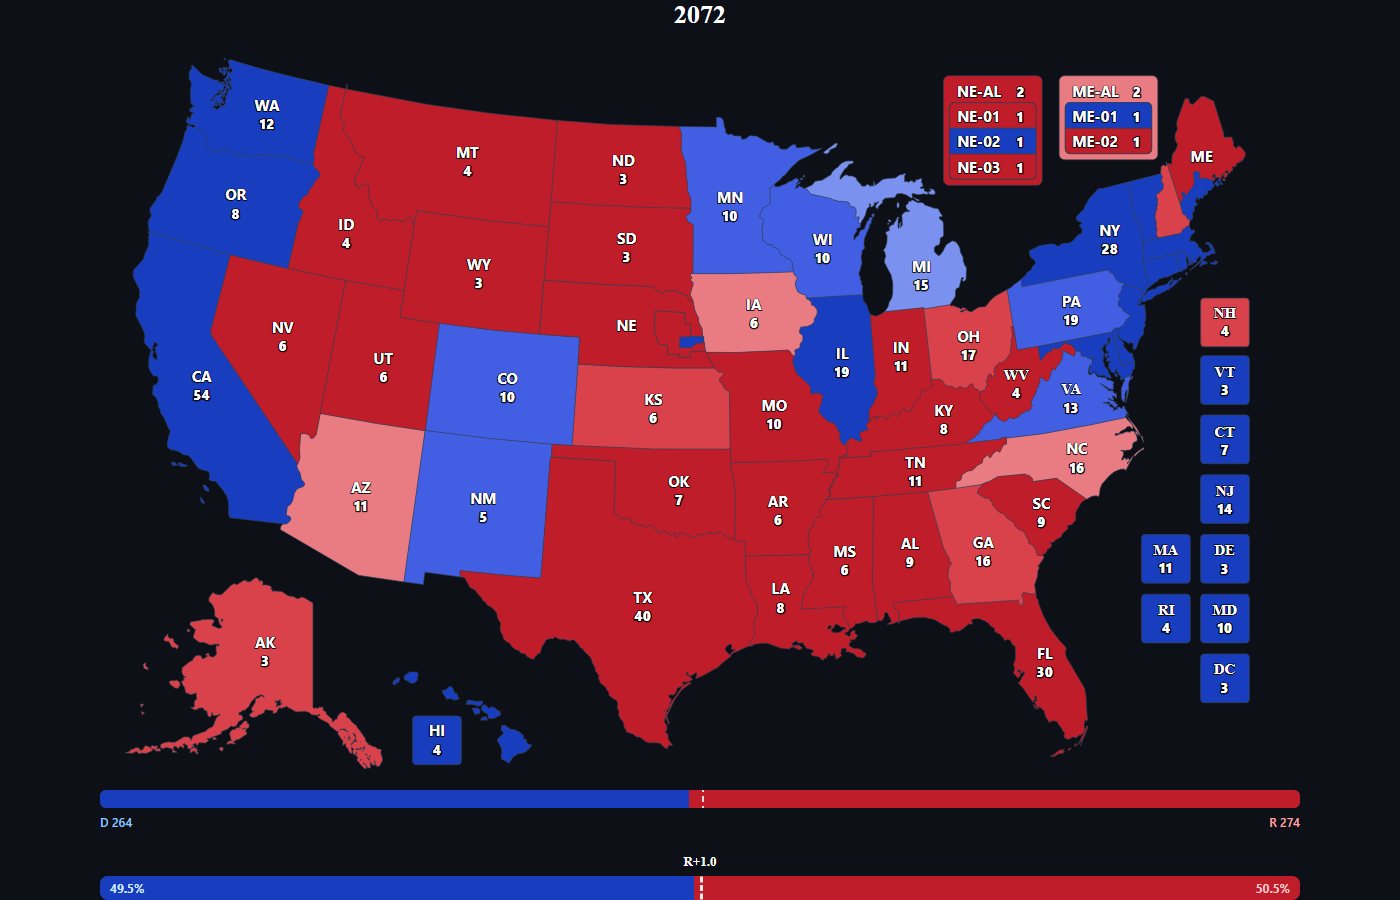 2072
WA
12
OR
8
CA
54
NV
6
ID
4
MT
4
WY
3
UT
6
AZ
11
CO
10
NM
5
ND
3
SD
3
NE
KS
6
OK
7
TX
40
MN
10
IA
6
MO
10
AR
6
LA
8
WI
10
IL
19
MI
15
IN
11
OH
17
KY
8
TN
11
MS
6
AL
9
GA
16
FL
30
SC
9
NC
16
VA
13
WV
4
PA
19
NY
28
ME
NE-AL 2
NE-01 1
NE-02 1
NE-03 1
ME-AL 2
ME-01 1
ME-02 1
NH
4
VT
3
CT
7
NJ
14
MA
11
DE
3
RI
4
MD
10
DC
3
AK
3
HI
4
D 264
R 274
R+1.0
49.5%
50.5%